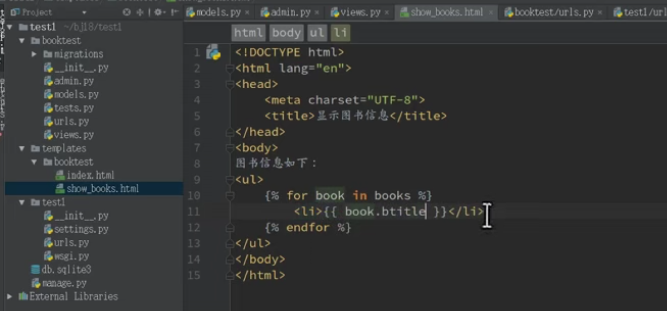 Project
models.py
admin.py
views.py
show_books.html
booktest/urls.py
test1 ~/bj18/test1
booktest
migrations
__init__.py
admin.py
models.py
tests.py
urls.py
views.py
templates
booktest
index.html
show_books.html
test1
__init__.py
settings.py
urls.py
wsgi.py
db.sqlite3
manage.py
External Libraries
html body ul li
1 <!DOCTYPE html>
2 <html lang="en">
3 <head>
4 <meta charset="UTF-8">
5 <title>显示图书信息</title>
6 </head>
7 <body>
8 图书信息如下：
9 <ul>
10 {% for book in books %}
11 <li>{{ book.btitle }}</li>
12 {% endfor %}
13 </ul>
14 </body>
15 </html>